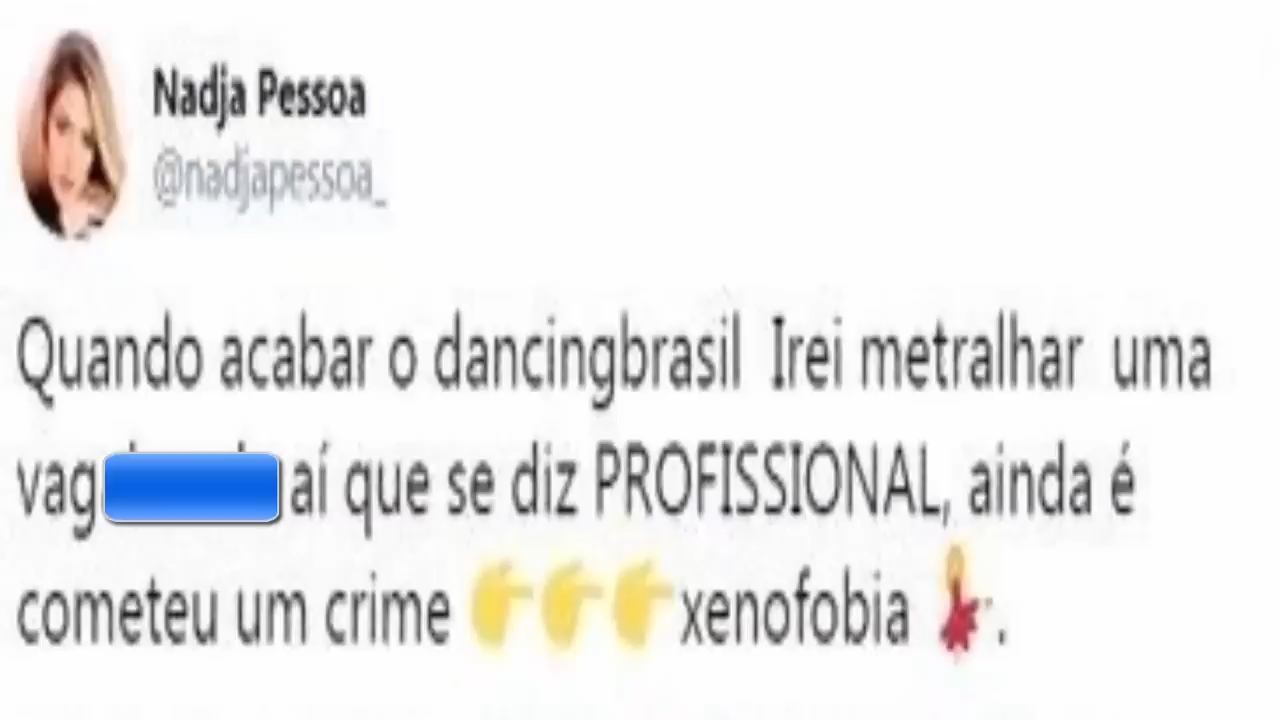 Nadja Pessoa
@nadjapessoa_
Quando acabar o dancingbrasil Irei metralhar uma
vag aí que se diz PROFISSIONAL, ainda é
cometeu um crime 👉👉👉xenofobia 💃.